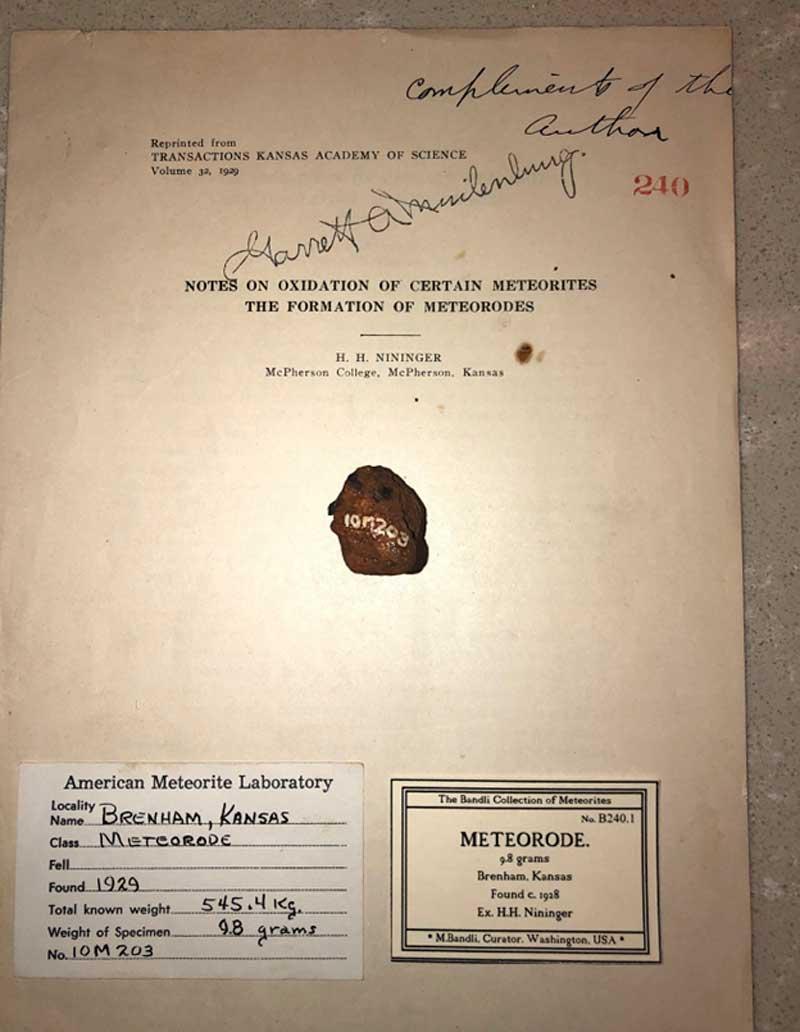 Complements of the
Author
Reprinted from
TRANSACTIONS KANSAS ACADEMY OF SCIENCE
Volume 32, 1929
240
Garrett A Muilenburg.
NOTES ON OXIDATION OF CERTAIN METEORITES
THE FORMATION OF METEORODES
H. H. NININGER
McPherson College, McPherson, Kansas
10M203
American Meteorite Laboratory
Locality
Name BRENHAM, KANSAS
Class METEORODE
Fell
Found 1929
Total known weight 545.4 Kg.
Weight of Specimen 9.8 grams
No. 10M203
The Bandli Collection of Meteorites
No. B240.1
METEORODE.
9.8 grams
Brenham, Kansas
Found c. 1928
Ex. H.H. Nininger
* M.Bandli, Curator. Washington, USA *